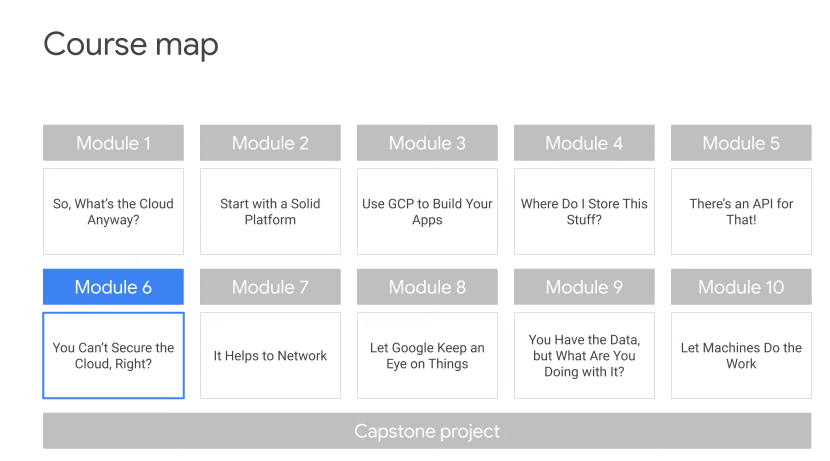 Course map
Module 1
Module 2
Module 3
Module 4
Module 5
So, What's the Cloud
Anyway?
Start with a Solid
Platform
Use GCP to Build Your
Apps
Where Do I Store This
Stuff?
There's an API for
That!
Module 6
Module 7
Module 8
Module 9
Module 10
You Can't Secure the
Cloud, Right?
It Helps to Network
Let Google Keep an
Eye on Things
You Have the Data,
but What Are You
Doing with It?
Let Machines Do the
Work
Capstone project